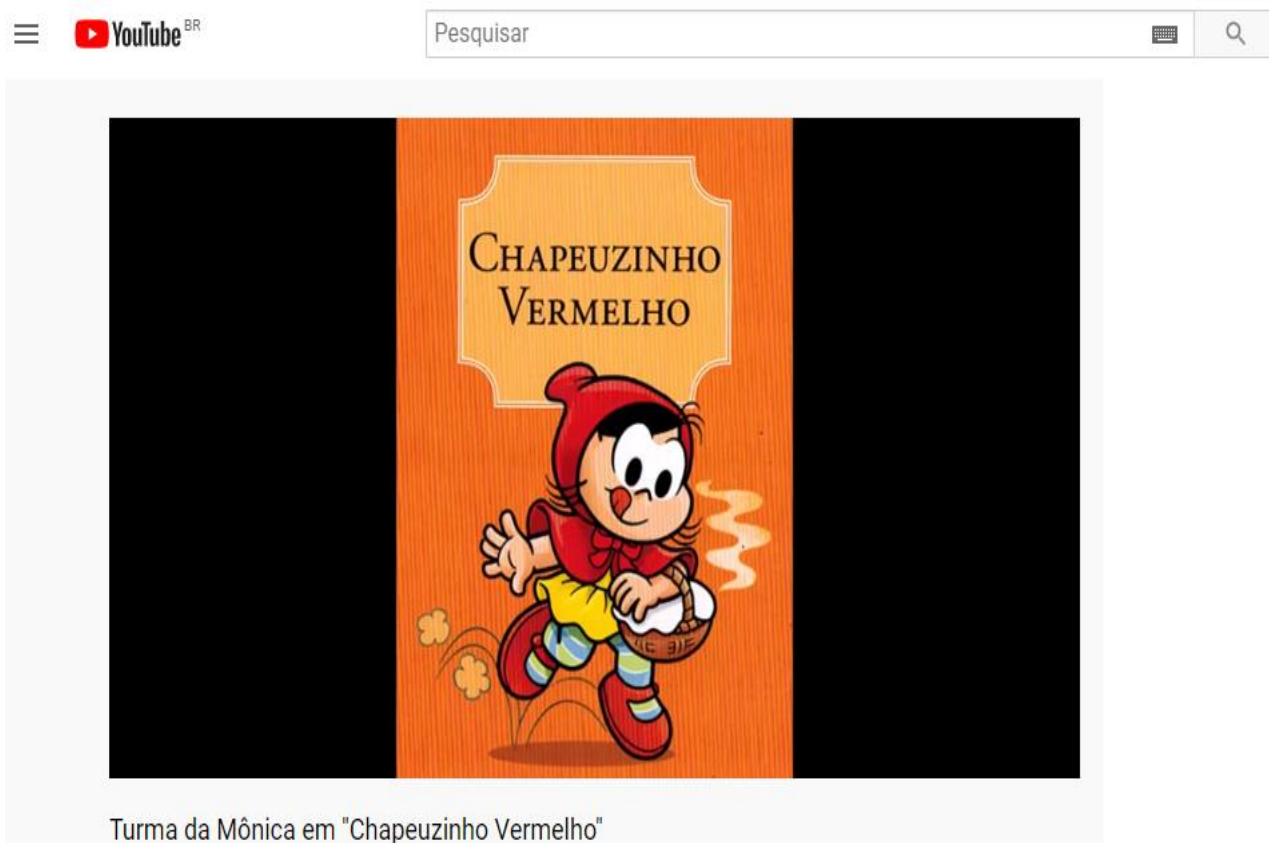 YouTube BR
Pesquisar
CHAPEUZINHO
VERMELHO
Turma da Mônica em "Chapeuzinho Vermelho"